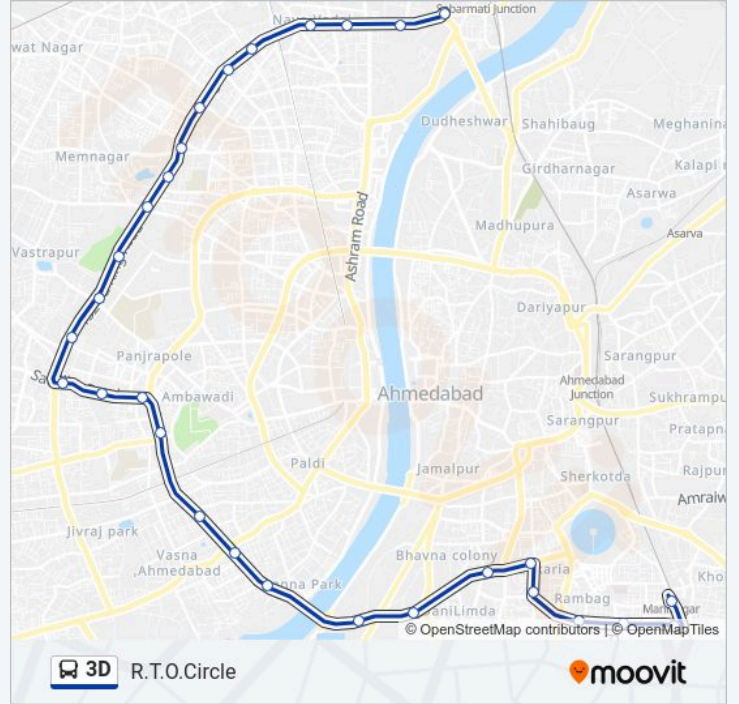 Sabarmati Junction
wat Nagar
Dudheshwar
Shahibaug
Meghanina
Memnagar
Girdharnagar
Kalapi
Asarwa
Ashram Road
Madhupura
Vastrapur
Asarva
Dariyapur
Panjrapole
Sarangpur
Ahmedabad
Junction
Ambawadi
Ahmedabad
Sukhrampu
Sarangpur
Pratapn
Paldi
Jamalpur
Sherkotda
Rajpur
Amraiw
Jivraj park
Vasna
,Ahmedabad
Bhavna colony
aria
Kho
nna Park
Rambag
aniLimda
© OpenStreetMap contributors | © OpenMapTiles
3D
R.T.O.Circle
moovit